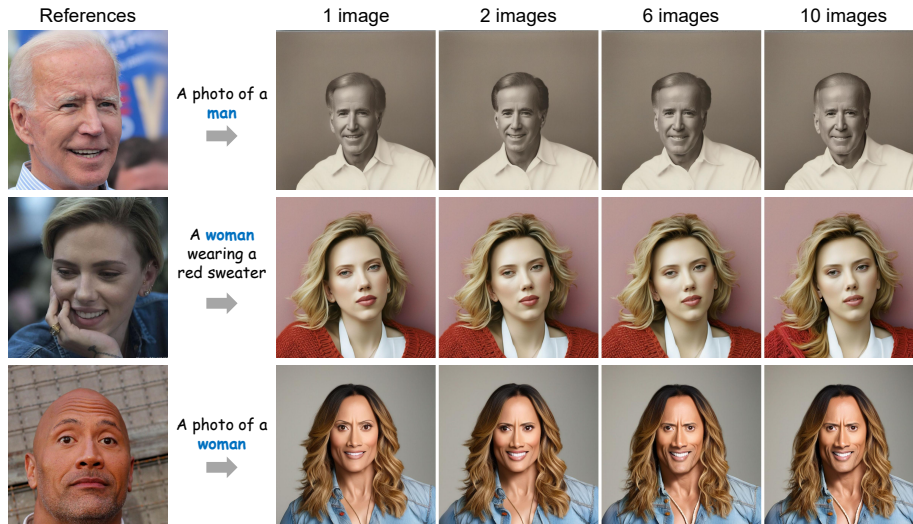 References
1 image
2 images
6 images
10 images
A photo of a
man
A woman
wearing a
red sweater
A photo of a
woman